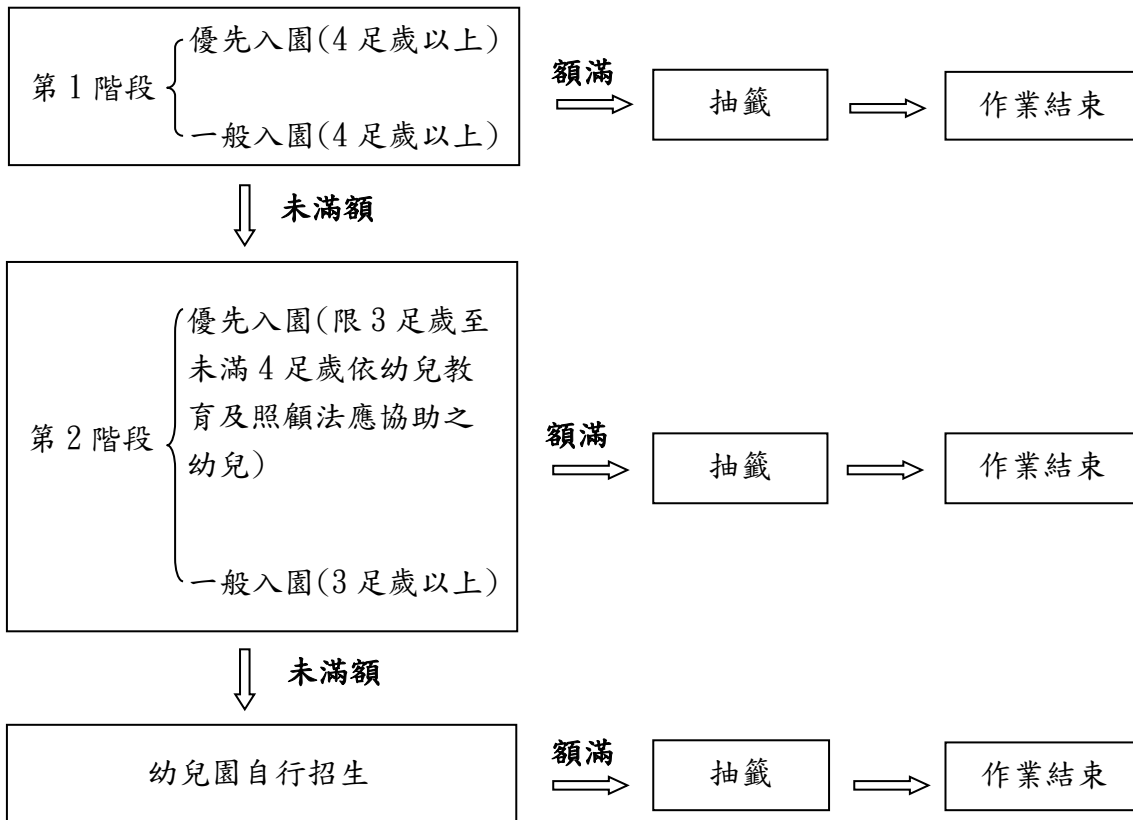 優先入園(4足歲以上)
第1階段
一般入園(4足歲以上)
額滿
抽籤
作業結束
未滿額
優先入園(限3足歲至
未滿4足歲依幼兒教
育及照顧法應協助之
幼兒)
第2階段
一般入園(3足歲以上)
額滿
抽籤
作業結束
未滿額
幼兒園自行招生
額滿
抽籤
作業結束